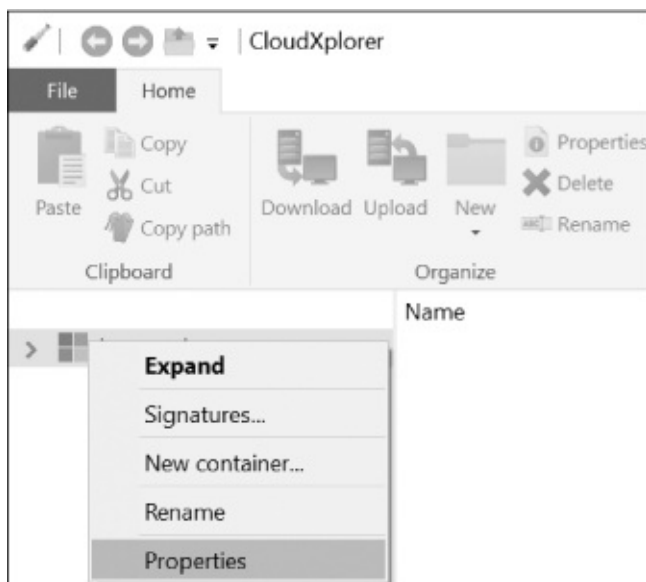 CloudXplorer
File Home
Paste
Copy
Cut
Copy path
Clipboard
Download Upload New
Properties
Delete
Rename
Organize
Name
Expand
Signatures...
New container...
Rename
Properties